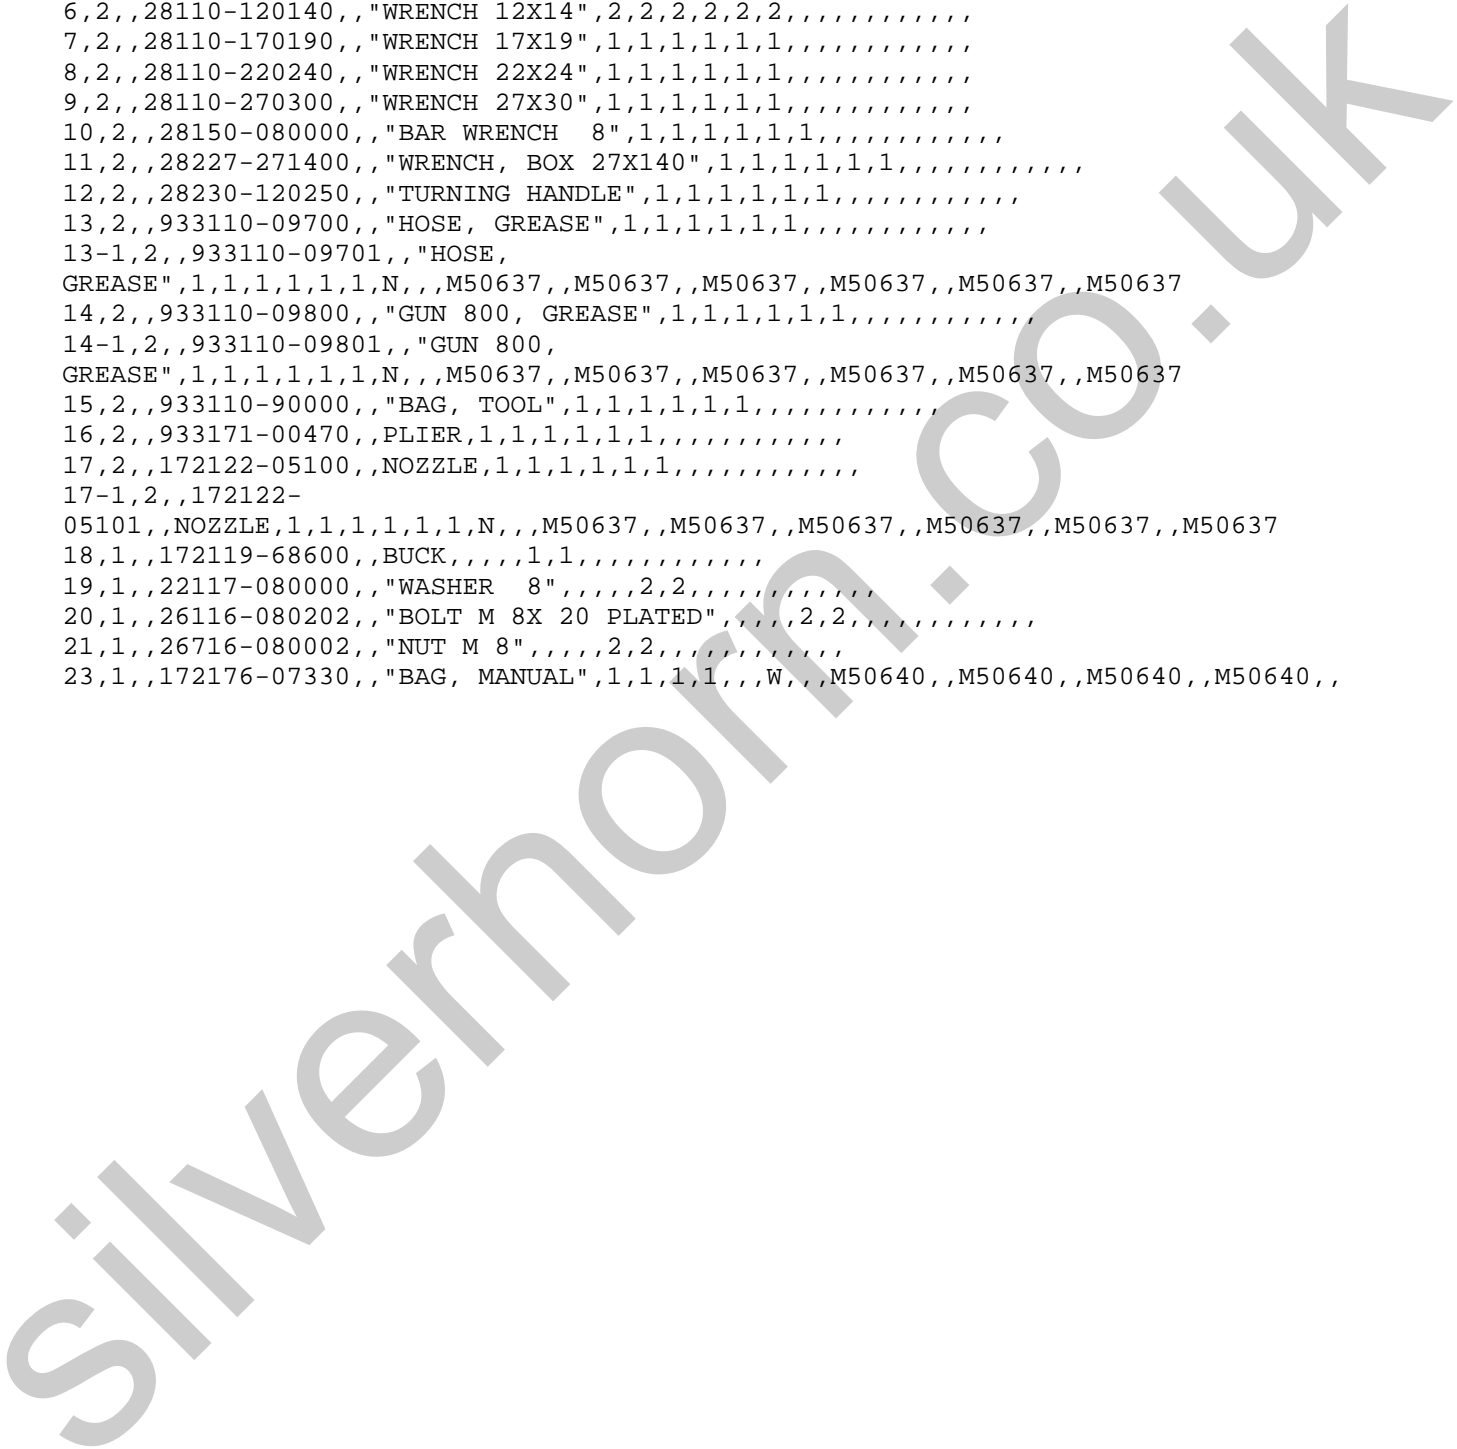 6,2,,28110-120140,,"WRENCH 12X14",2,2,2,2,2,2,,,,,,,,,,,,
7,2,,28110-170190,,"WRENCH 17X19",1,1,1,1,1,1,,,,,,,,,,,,
8,2,,28110-220240,,"WRENCH 22X24",1,1,1,1,1,1,,,,,,,,,,,,
9,2,,28110-270300,,"WRENCH 27X30",1,1,1,1,1,1,,,,,,,,,,,,
10,2,,28150-080000,,"BAR WRENCH  8",1,1,1,1,1,1,,,,,,,,,,,,
11,2,,28227-271400,,"WRENCH, BOX 27X140",1,1,1,1,1,1,,,,,,,,,,,,
12,2,,28230-120250,,"TURNING HANDLE",1,1,1,1,1,1,,,,,,,,,,,,
13,2,,933110-09700,,"HOSE, GREASE",1,1,1,1,1,1,,,,,,,,,,,,
13-1,2,,933110-09701,,"HOSE,
GREASE",1,1,1,1,1,1,N,,,M50637,,M50637,,M50637,,M50637,,M50637,,M50637
14,2,,933110-09800,,"GUN 800, GREASE",1,1,1,1,1,1,,,,,,,,,,,,
14-1,2,,933110-09801,,"GUN 800,
GREASE",1,1,1,1,1,1,N,,,M50637,,M50637,,M50637,,M50637,,M50637,,M50637
15,2,,933110-90000,,"BAG, TOOL",1,1,1,1,1,1,,,,,,,,,,,,
16,2,,933171-00470,,PLIER,1,1,1,1,1,1,,,,,,,,,,,,
17,2,,172122-05100,,NOZZLE,1,1,1,1,1,1,,,,,,,,,,,,
17-1,2,,172122-
05101,,NOZZLE,1,1,1,1,1,1,N,,,M50637,,M50637,,M50637,,M50637,,M50637,,M50637
18,1,,172119-68600,,BUCK,,,,,1,1,,,,,,,,,,,,
19,1,,22117-080000,,"WASHER  8",,,,,2,2,,,,,,,,,,,,
20,1,,26116-080202,,"BOLT M 8X 20 PLATED",,,,,2,2,,,,,,,,,,,,
21,1,,26716-080002,,"NUT M 8",,,,,2,2,,,,,,,,,,,,
23,1,,172176-07330,,"BAG, MANUAL",1,1,1,1,,,W,,,M50640,,M50640,,M50640,,M50640,,
silverhorn.co.uk